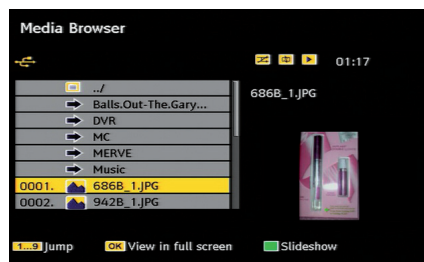 Media Browser
01:17
../
Balls.Out-The.Gary...
DVR
MC
MERVE
Music
0001. 686B_1.JPG
0002. 942B_1.JPG
686B_1.JPG
1...9 Jump OK View in full screen Slideshow